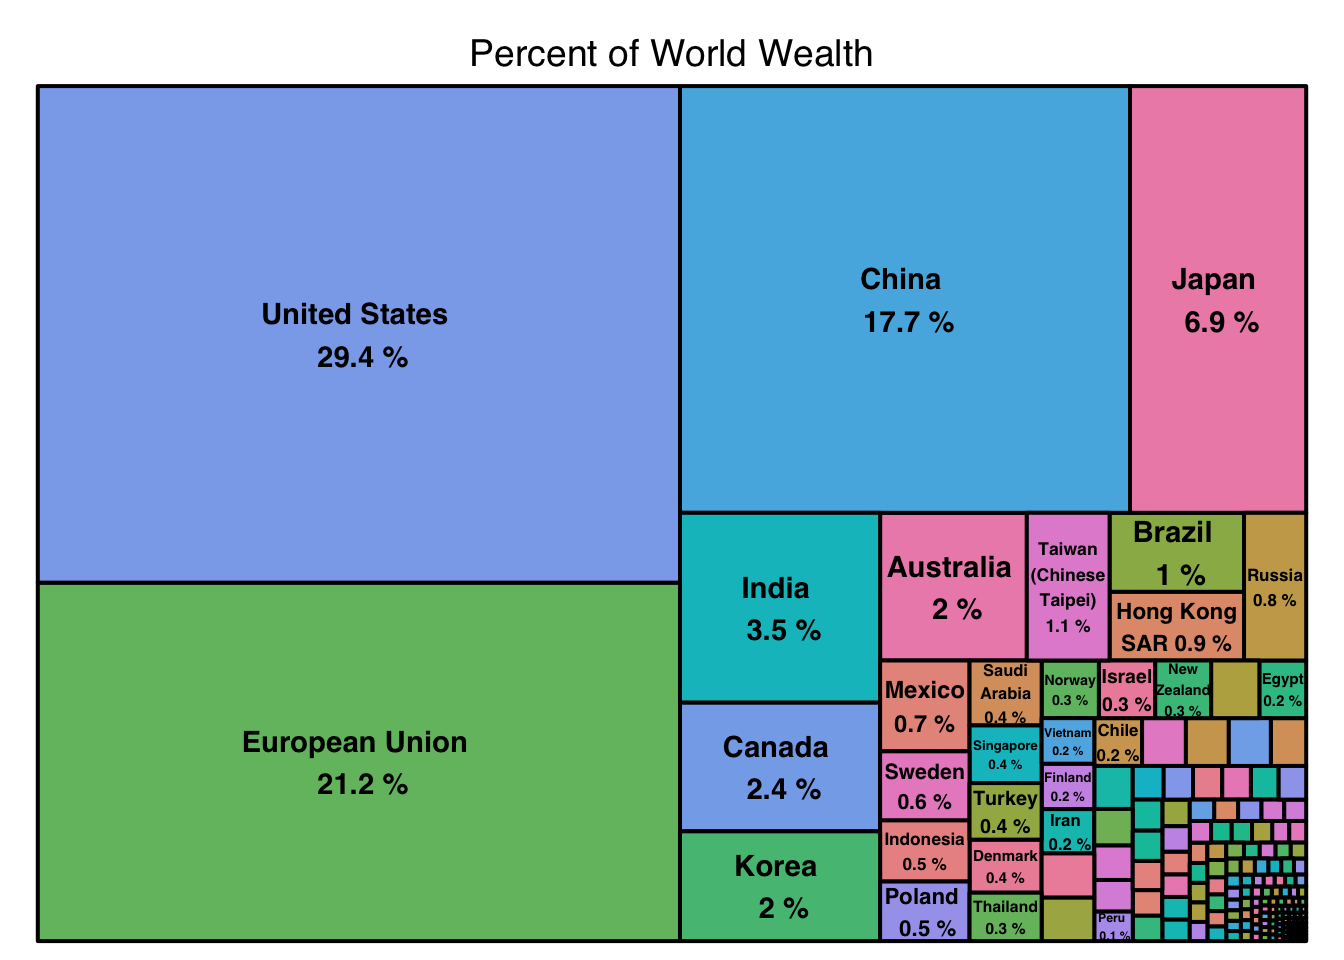 Percent of World Wealth
United States
29.4 %
European Union
21.2 %
China
17.7 %
Japan
6.9 %
India
3.5 %
Canada
2.4 %
Korea
2 %
Australia
2 %
Taiwan
(Chinese
Taipei)
1.1 %
Brazil
1 %
Hong Kong
SAR 0.9 %
Russia
0.8 %
Mexico
0.7 %
Sweden
0.6 %
Indonesia
0.5 %
Poland
0.5 %
Saudi
Arabia
0.4 %
Singapore
0.4 %
Turkey
0.4 %
Denmark
0.4 %
Thailand
0.3 %
Norway
0.3 %
Israel
0.3 %
New
Zealand
0.3 %
Egypt
0.2 %
Vietnam
0.2 %
Chile
0.2 %
Finland
0.2 %
Iran
0.2 %
Peru
0.1 %